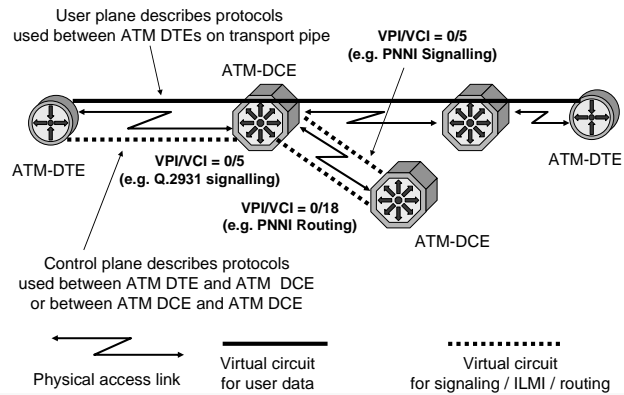 User plane describes protocols
used between ATM DTEs on transport pipe
VPI/VCI = 0/5
(e.g. PNNI Signalling)
ATM-DCE
ATM-DTE
VPI/VCI = 0/5
(e.g. Q.2931 signalling)
ATM-DTE
VPI/VCI = 0/18
(e.g. PNNI Routing)
ATM-DCE
Control plane describes protocols
used between ATM DTE and ATM DCE
or between ATM DCE and ATM DCE
Physical access link
Virtual circuit
for user data
Virtual circuit
for signaling / ILMI / routing